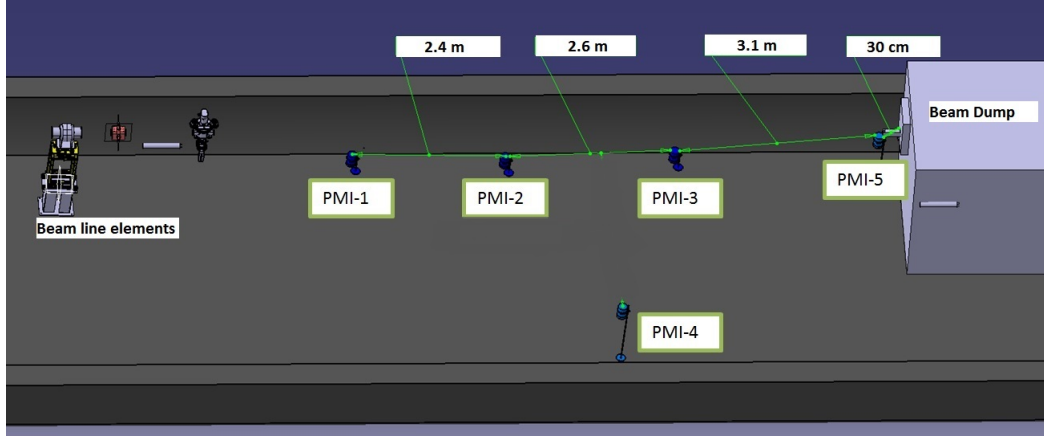 2.4 m
2.6 m
3.1 m
30 cm
Beam Dump
PMI-1
PMI-2
PMI-3
PMI-5
Beam line elements
PMI-4